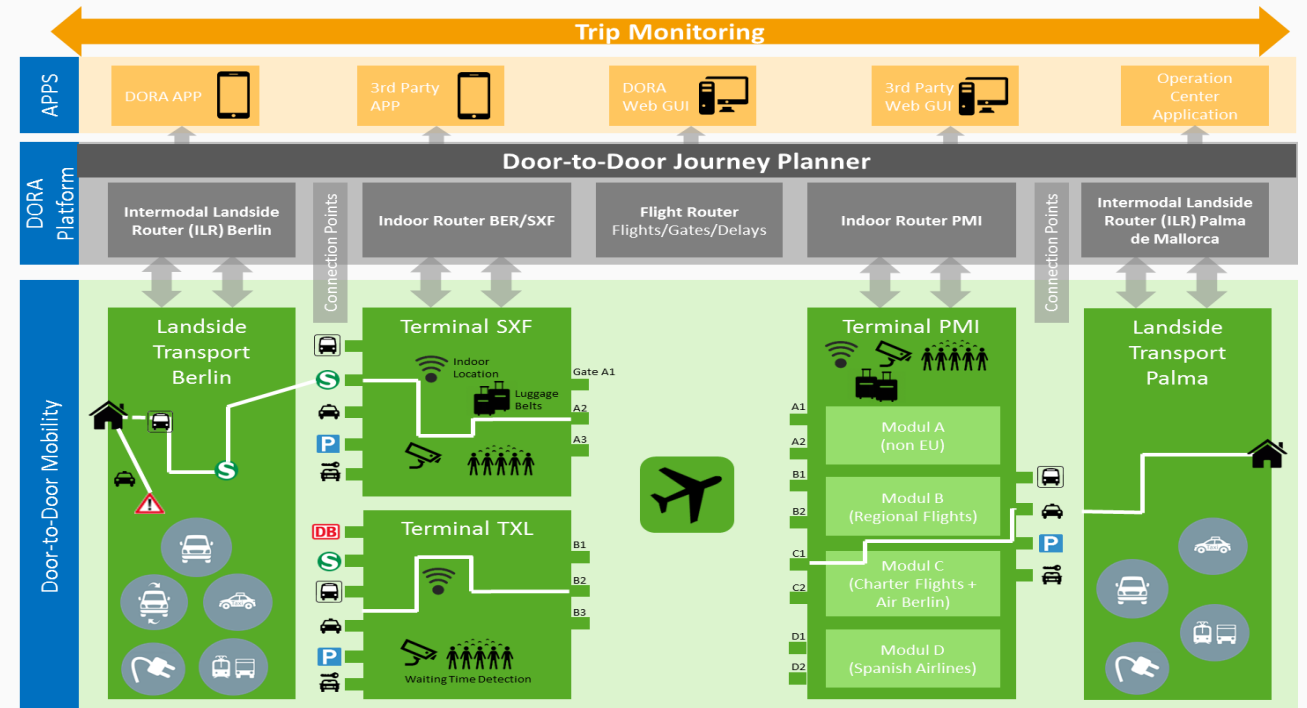 Trip Monitoring
APPS
DORA APP
3rd Party
APP
DORA
Web GUI
3rd Party
Web GUI
Operation
Center
Application
DORA
Platform
Door-to-Door Journey Planner
Intermodal Landside
Router (ILR) Berlin
Connection Points
Indoor Router BER/SXF
Flight Router
Flights/Gates/Delays
Indoor Router PMI
Connection Points
Intermodal Landside
Router (ILR) Palma
de Mallorca
Door-to-Door Mobility
Landside
Transport
Berlin
S
S
P
Terminal SXF
Indoor
Location
Luggage
Belts
Gate A1
A2
A3
DB
S
P
Terminal TXL
Waiting Time Detection
B1
B2
B3
Terminal PMI
A1
A2
B1
B2
C1
C2
D1
D2
Modul A
(non EU)
Modul B
(Regional Flights)
Modul C
(Charter Flights +
Air Berlin)
Modul D
(Spanish Airlines)
P
Landside
Transport
Palma